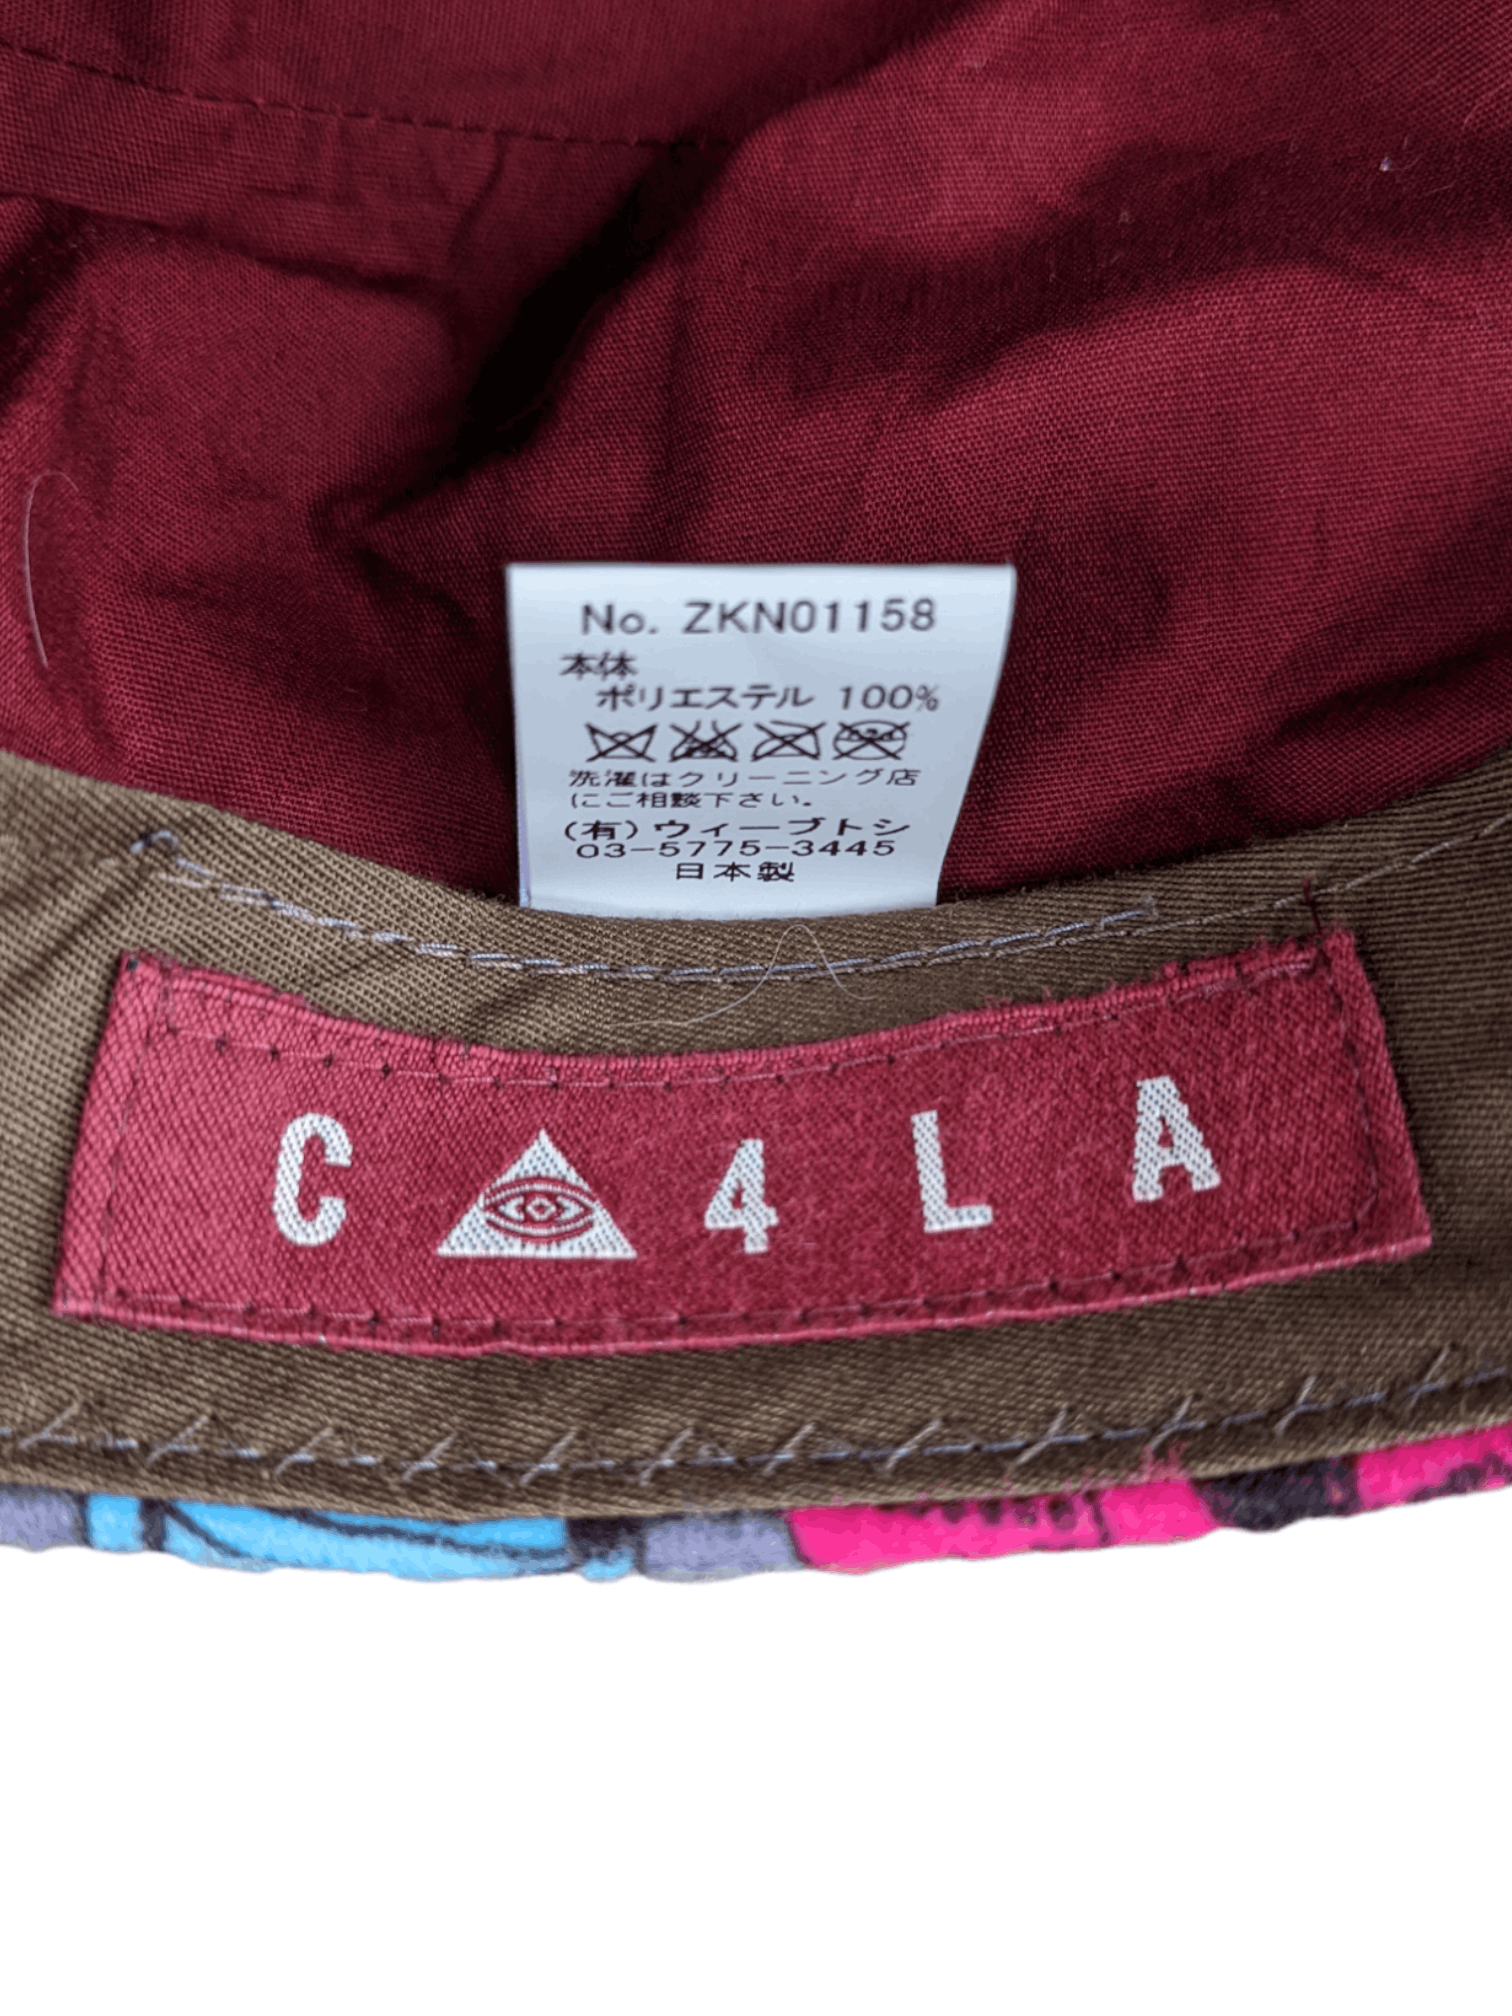 No. ZKN01158
本体
ポリエステル 100%
洗濯はクリーニング店
にご相談下さい。
(有)ウィーブトシ
03-5775-3445
日本製
C 4 L A